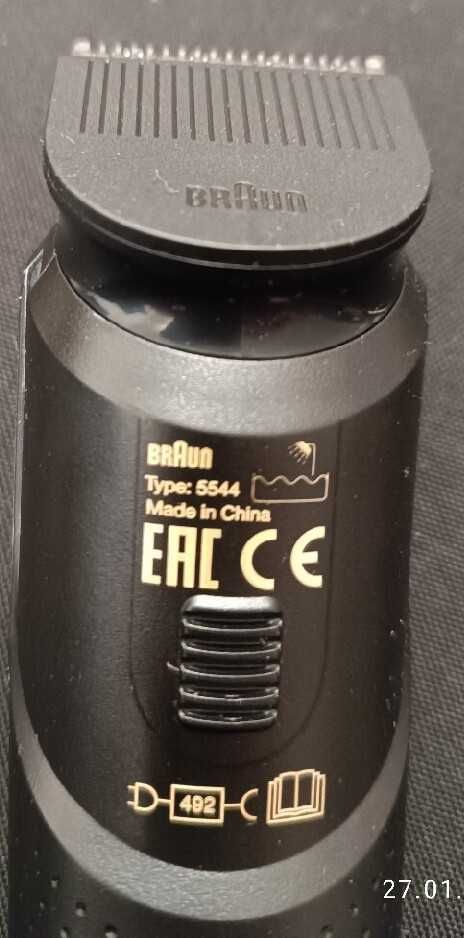 BRAUN
BRAUN
Type: 5544
Made in China
EAC CE
492
27.01.